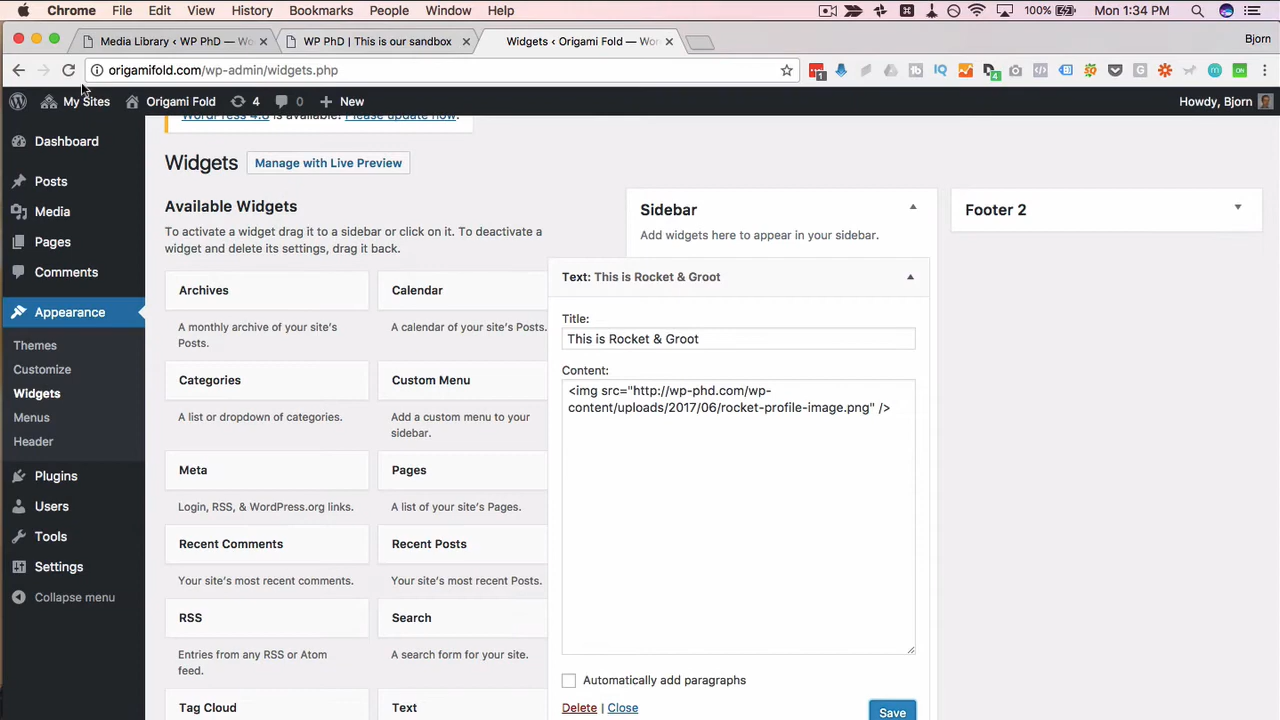 Chrome File Edit View History Bookmarks People Window Help 100% Mon 1:34 PM
Media Library ‹ WP PhD — Wo WP PhD | This is our sandbox Widgets ‹ Origami Fold — Wor Bjorn
origamifold.com/wp-admin/widgets.php
My Sites Origami Fold 4 0 New Howdy, Bjorn
WordPress 4.8 is available! Please update now.
Dashboard
Posts
Media
Pages
Comments
Appearance
Themes
Customize
Widgets
Menus
Header
Plugins
Users
Tools
Settings
Collapse menu
Widgets Manage with Live Preview
Available Widgets
To activate a widget drag it to a sidebar or click on it. To deactivate a
widget and delete its settings, drag it back.
Archives
A monthly archive of your site's
Posts.
Calendar
A calendar of your site's Posts.
Categories
A list or dropdown of categories.
Custom Menu
Add a custom menu to your
sidebar.
Meta
Login, RSS, & WordPress.org links.
Pages
A list of your site's Pages.
Recent Comments
Your site's most recent comments.
Recent Posts
Your site's most recent Posts.
RSS
Entries from any RSS or Atom
feed.
Search
A search form for your site.
Tag Cloud
Text
Sidebar
Add widgets here to appear in your sidebar.
Text: This is Rocket & Groot
Title:
This is Rocket & Groot
Content:
<img src="http://wp-phd.com/wp-
content/uploads/2017/06/rocket-profile-image.png" />
Automatically add paragraphs
Delete | Close
Save
Footer 2